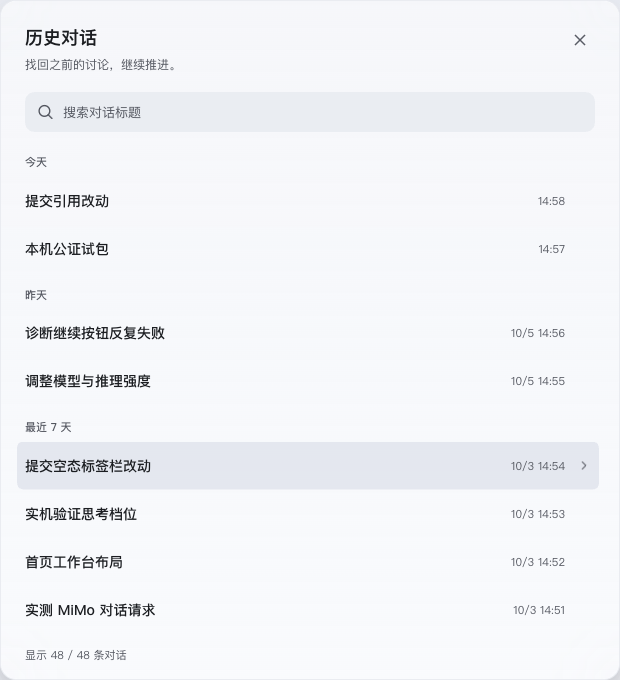 历史对话
找回之前的讨论，继续推进。
搜索对话标题
今天
提交引用改动 14:58
本机公证试包 14:57
昨天
诊断继续按钮反复失败 10/5 14:56
调整模型与推理强度 10/5 14:55
最近 7 天
提交空态标签栏改动 10/3 14:54
实机验证思考档位 10/3 14:53
首页工作台布局 10/3 14:52
实测 MiMo 对话请求 10/3 14:51
显示 48 / 48 条对话